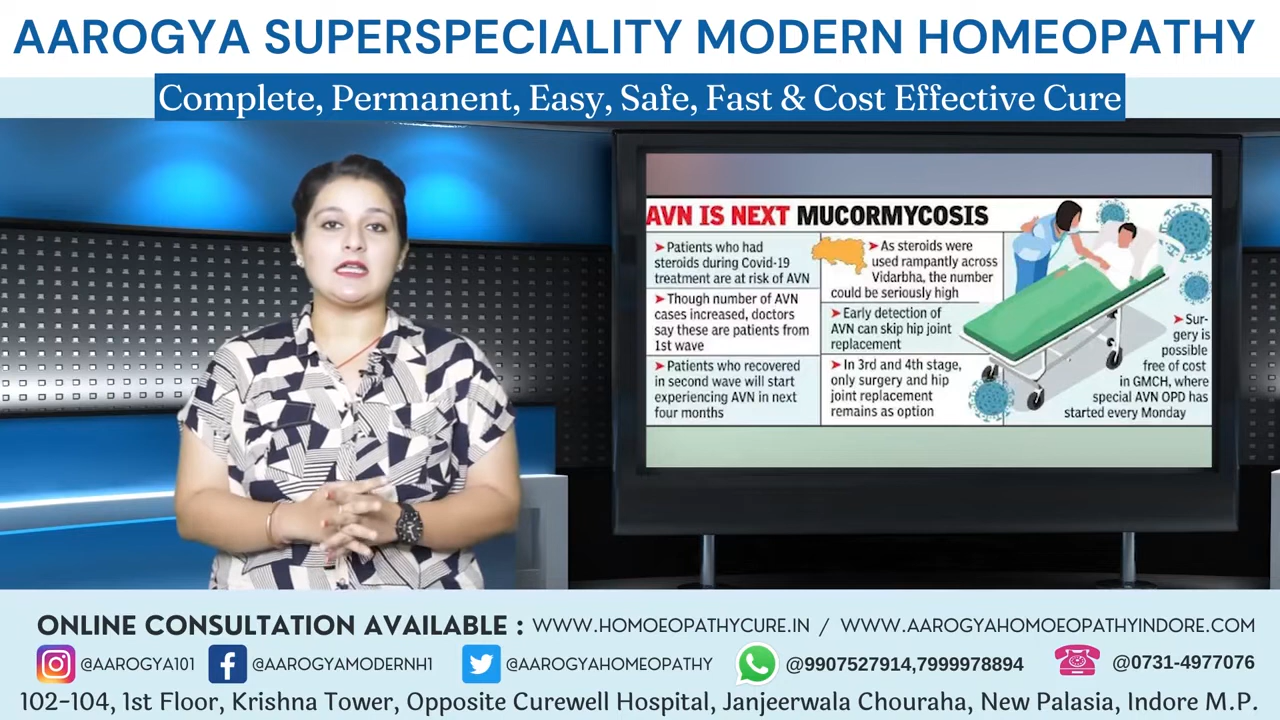 AAROGYA SUPERSPECIALITY MODERN HOMEOPATHY
Complete, Permanent, Easy, Safe, Fast & Cost Effective Cure
AVN IS NEXT MUCORMYCOSIS
➤ Patients who had
steroids during Covid-19
treatment are at risk of AVN
➤ Though number of AVN
cases increased, doctors
say these are patients from
1st wave
➤ Patients who recovered
in second wave will start
experiencing AVN in next
four months
➤ As steroids were
used rampantly across
Vidarbha, the number
could be seriously high
➤ Early detection of
AVN can skip hip joint
replacement
➤ In 3rd and 4th stage,
only surgery and hip
joint replacement
remains as option
➤ Sur-
gery is
possible
free of cost
in GMCH, where
special AVN OPD has
started every Monday
ONLINE CONSULTATION AVAILABLE : WWW.HOMOEOPATHYCURE.IN / WWW.AAROGYAHOMOEOPATHYINDORE.COM
@AAROGYA101 @AAROGYAMODERNH1 @AAROGYAHOMEOPATHY @9907527914,7999978894 @0731-4977076
102-104, 1st Floor, Krishna Tower, Opposite Curewell Hospital, Janjeerwala Chouraha, New Palasia, Indore M.P.